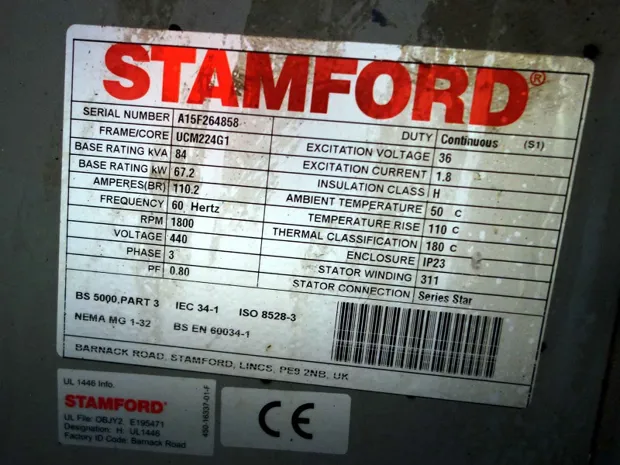 STAMFORD®
SERIAL NUMBER A15F264858
FRAME/CORE UCM224G1
BASE RATING kVA 84
BASE RATING kW 67.2
AMPERES(BR) 110.2
FREQUENCY 60 Hertz
RPM 1800
VOLTAGE 440
PHASE 3
PF 0.80
DUTY Continuous (S1)
EXCITATION VOLTAGE 36
EXCITATION CURRENT 1.8
INSULATION CLASS H
AMBIENT TEMPERATURE 50 C
TEMPERATURE RISE 110 C
THERMAL CLASSIFICATION 180 C
ENCLOSURE IP23
STATOR WINDING 311
STATOR CONNECTION Series Star
BS 5000,PART 3 IEC 34-1 ISO 8528-3
NEMA MG 1-32 BS EN 60034-1
BARNACK ROAD, STAMFORD, LINCS, PE9 2NB, UK
UL 1446 Info.
STAMFORD
UL File: OBJY2 E195471
Designation: H: UL1446
Factory ID Code: Barnack Road
450-16337-01-F
CE